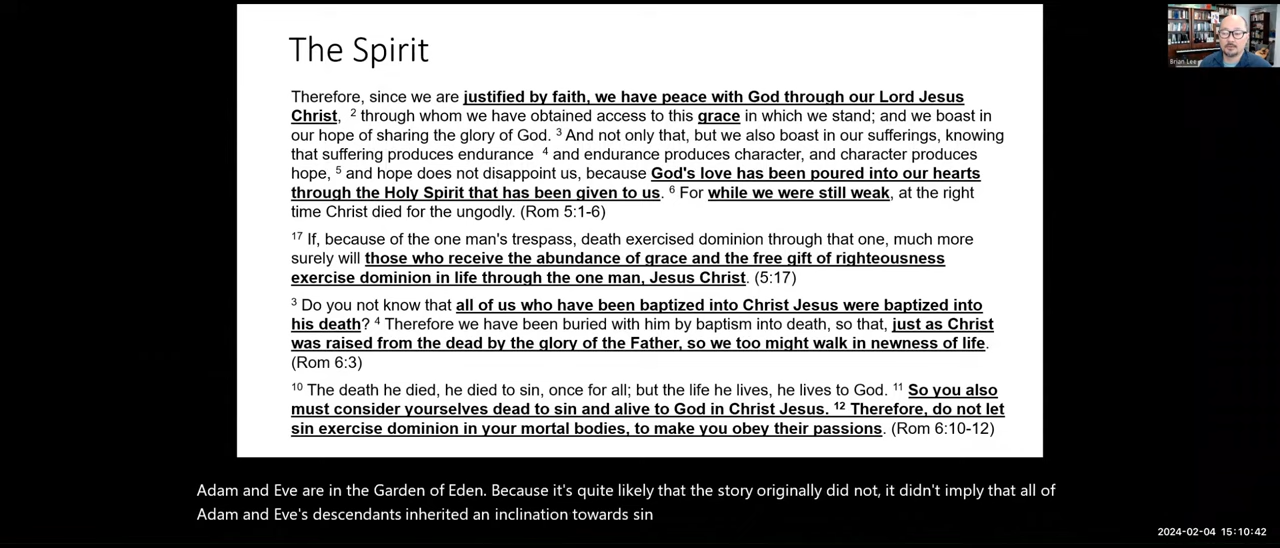 The Spirit
Brian Lee
Therefore, since we are justified by faith, we have peace with God through our Lord Jesus
Christ, 2 through whom we have obtained access to this grace in which we stand; and we boast in
our hope of sharing the glory of God. 3 And not only that, but we also boast in our sufferings, knowing
that suffering produces endurance 4 and endurance produces character, and character produces
hope, 5 and hope does not disappoint us, because God's love has been poured into our hearts
through the Holy Spirit that has been given to us. 6 For while we were still weak, at the right
time Christ died for the ungodly. (Rom 5:1-6)
17 If, because of the one man's trespass, death exercised dominion through that one, much more
surely will those who receive the abundance of grace and the free gift of righteousness
exercise dominion in life through the one man, Jesus Christ. (5:17)
3 Do you not know that all of us who have been baptized into Christ Jesus were baptized into
his death? 4 Therefore we have been buried with him by baptism into death, so that, just as Christ
was raised from the dead by the glory of the Father, so we too might walk in newness of life.
(Rom 6:3)
10 The death he died, he died to sin, once for all; but the life he lives, he lives to God. 11 So you also
must consider yourselves dead to sin and alive to God in Christ Jesus. 12 Therefore, do not let
sin exercise dominion in your mortal bodies, to make you obey their passions. (Rom 6:10-12)
Adam and Eve are in the Garden of Eden. Because it's quite likely that the story originally did not, it didn't imply that all of
Adam and Eve's descendants inherited an inclination towards sin
2024-02-04 15:10:42